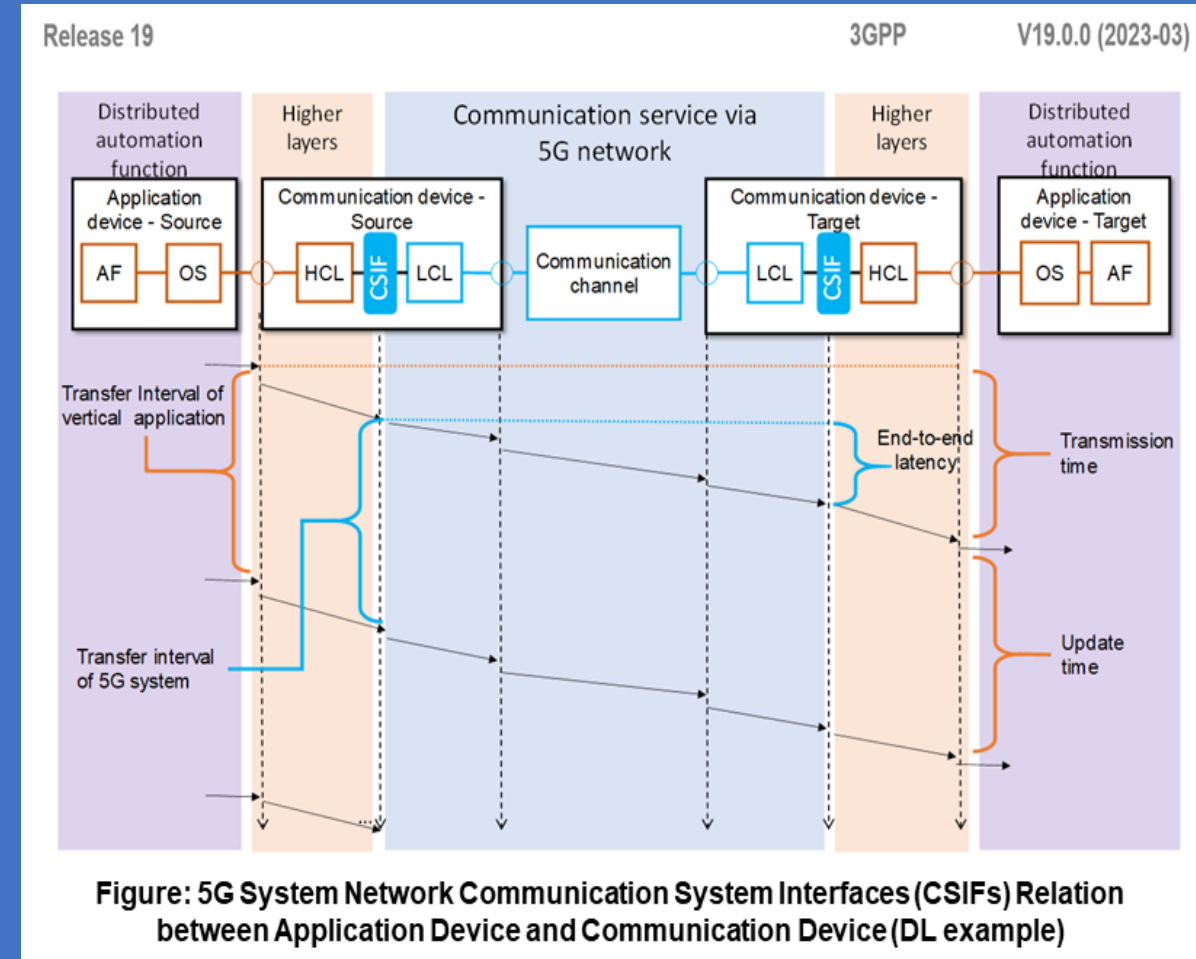 Release 19
3GPP
V19.0.0 (2023-03)
Distributed
automation
function
Higher
layers
Communication service via
5G network
Higher
layers
Distributed
automation
function
Application
device - Source
AF
OS
Communication device -
Source
HCL
CSIF
LCL
Communication
channel
Communication device -
Target
LCL
CSIF
HCL
Application
device - Target
OS
AF
Transfer Interval of
vertical application
End-to-end
latency
Transmission
time
Transfer interval
of 5G system
Update
time
...
Figure: 5G System Network Communication System Interfaces (CSIFs) Relation
between Application Device and Communication Device (DL example)